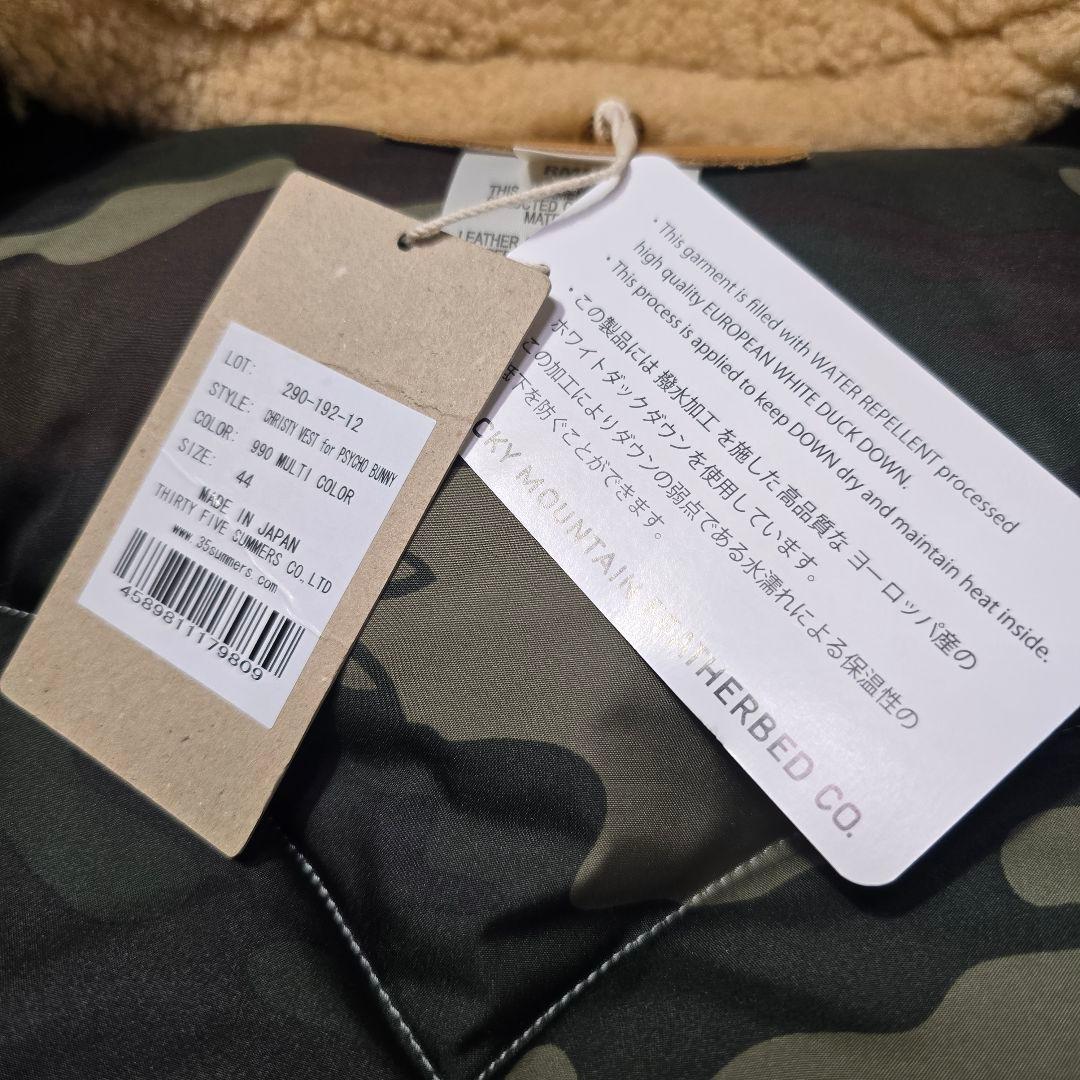 LOT: 290-192-12
STYLE: CHRISTY VEST for PSYCHO BUNNY
COLOR: 990 MULTI COLOR
SIZE: 44
MADE IN JAPAN
THIRTY FIVE SUMMERS CO,.LTD
www.35summers.com
4589811179809
THIS
MATT
LEATHER
・This garment is filled with WATER REPELLENT processed
high quality EUROPEAN WHITE DUCK DOWN.
・This process is applied to keep DOWN dry and maintain heat inside.
・この製品には 撥水加工 を施した高品質な ヨーロッパ産の
ホワイトダックダウンを使用しています。
この加工によりダウンの弱点である水濡れによる保温性の
下を防ぐことができます。
CKY MOUNTAIN FEATHERBED CO.